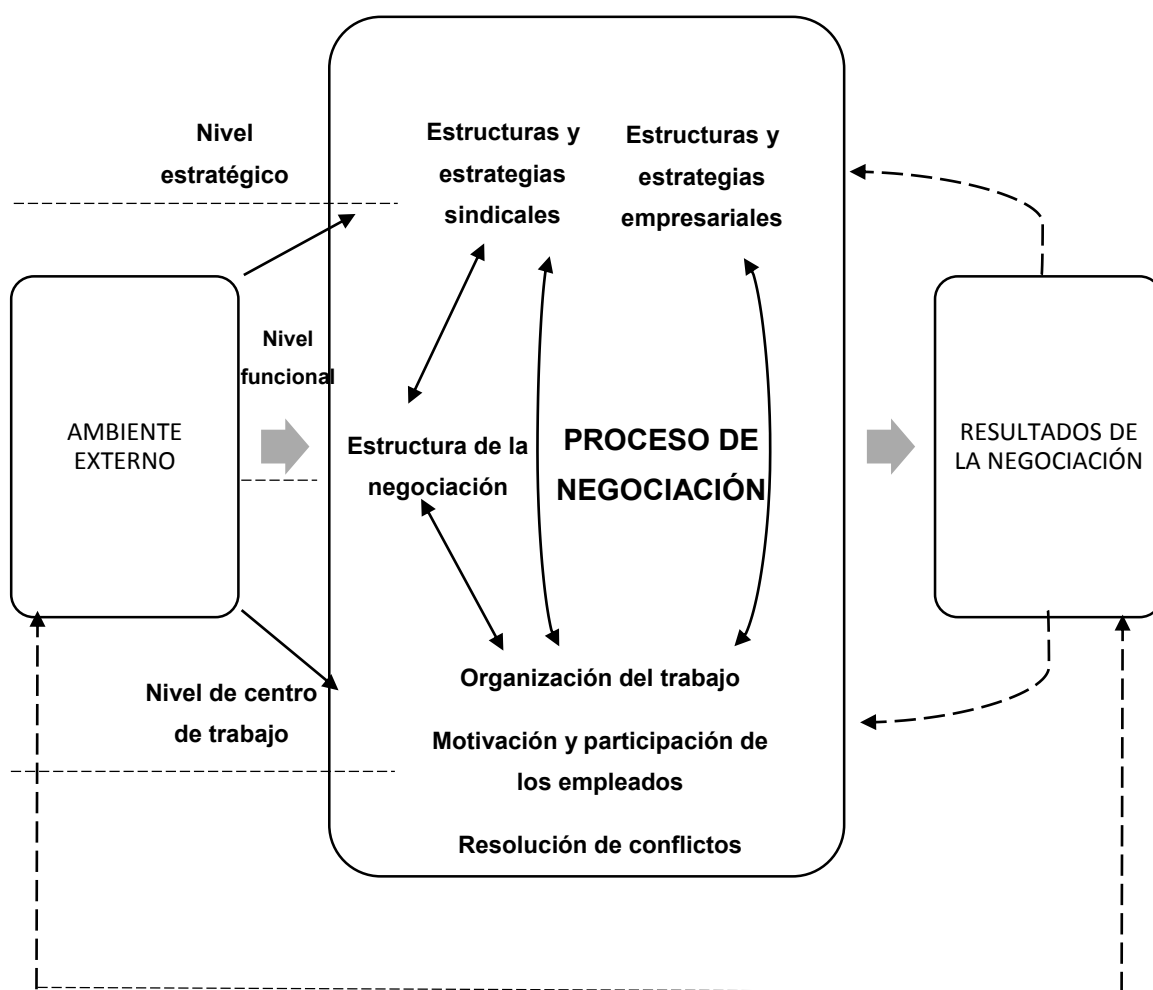 Nivel
estratégico
Estructuras y
estrategias
sindicales
Estructuras y
estrategias
empresariales
Nivel
funcional
AMBIENTE
EXTERNO
Estructura de la
negociación
PROCESO DE
NEGOCIACIÓN
RESULTADOS DE
LA NEGOCIACIÓN
Nivel de centro
de trabajo
Organización del trabajo
Motivación y participación de
los empleados
Resolución de conflictos